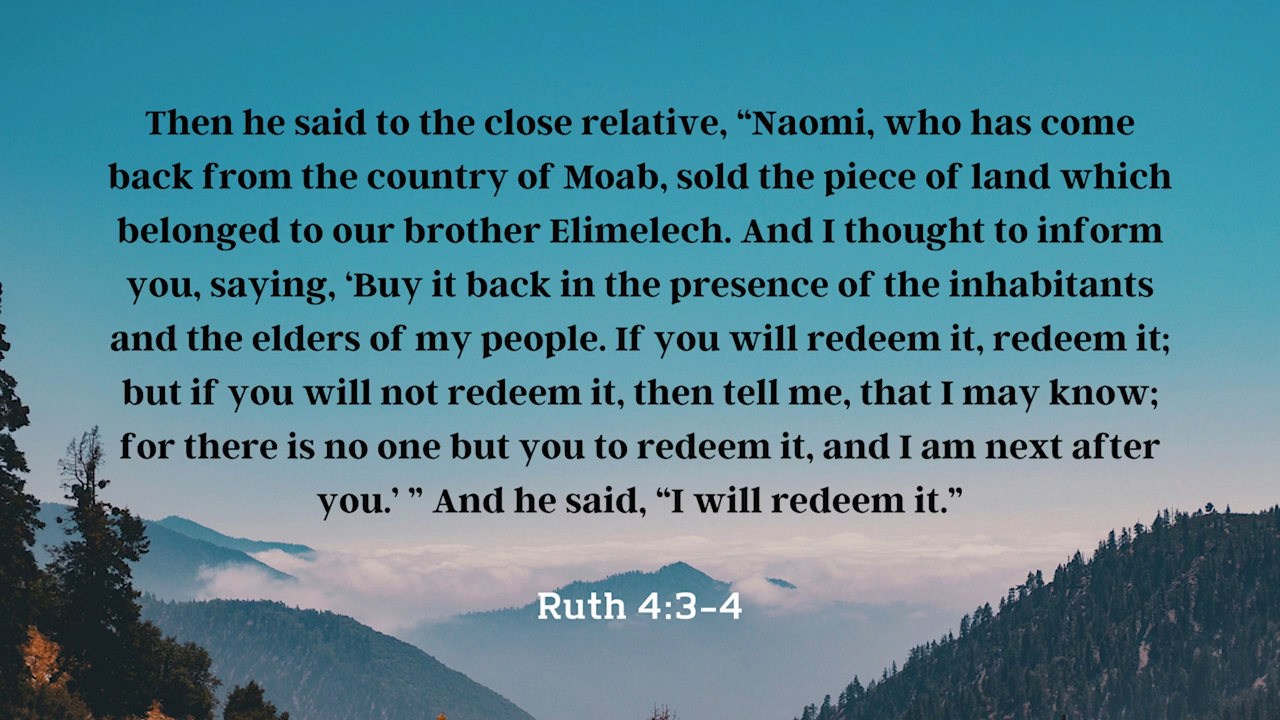 Then he said to the close relative, “Naomi, who has come
back from the country of Moab, sold the piece of land which
belonged to our brother Elimelech. And I thought to inform
you, saying, ‘Buy it back in the presence of the inhabitants
and the elders of my people. If you will redeem it, redeem it;
but if you will not redeem it, then tell me, that I may know;
for there is no one but you to redeem it, and I am next after
you.’ ” And he said, “I will redeem it.”
Ruth 4:3-4